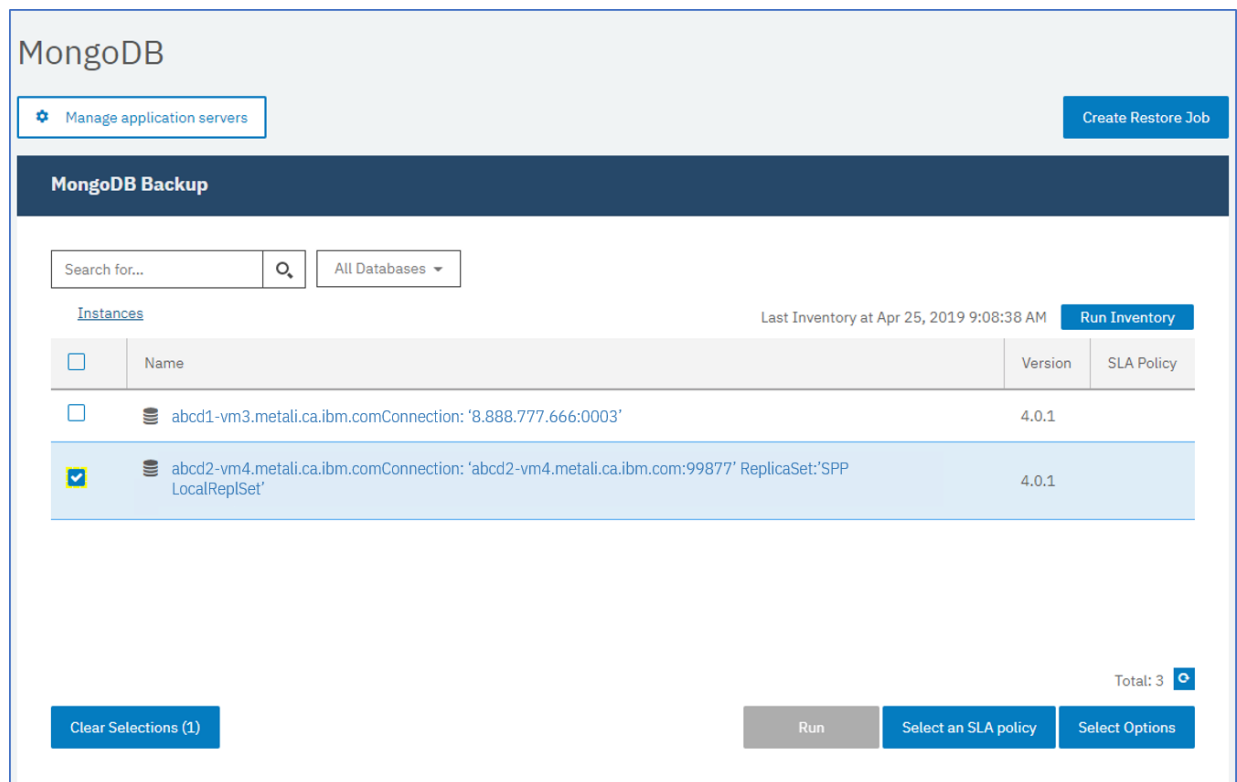 MongoDB
Manage application servers
Create Restore Job
MongoDB Backup
Search for...
All Databases
Instances
Last Inventory at Apr 25, 2019 9:08:38 AM
Run Inventory
Name
Version
SLA Policy
abcd1-vm3.metali.ca.ibm.comConnection: ‘8.888.777.666:0003’
4.0.1
abcd2-vm4.metali.ca.ibm.comConnection: ‘abcd2-vm4.metali.ca.ibm.com:99877’ ReplicaSet:’SPP
LocalReplSet’
4.0.1
Total: 3
Clear Selections (1)
Run
Select an SLA policy
Select Options